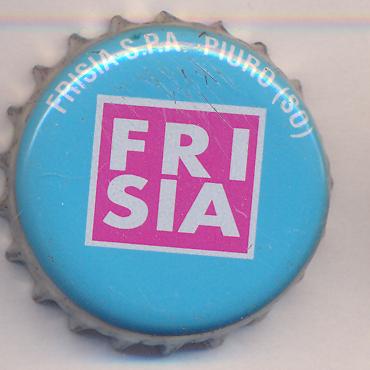 FRISIA S.P.A. PIURO (SO)
FRI
SIA